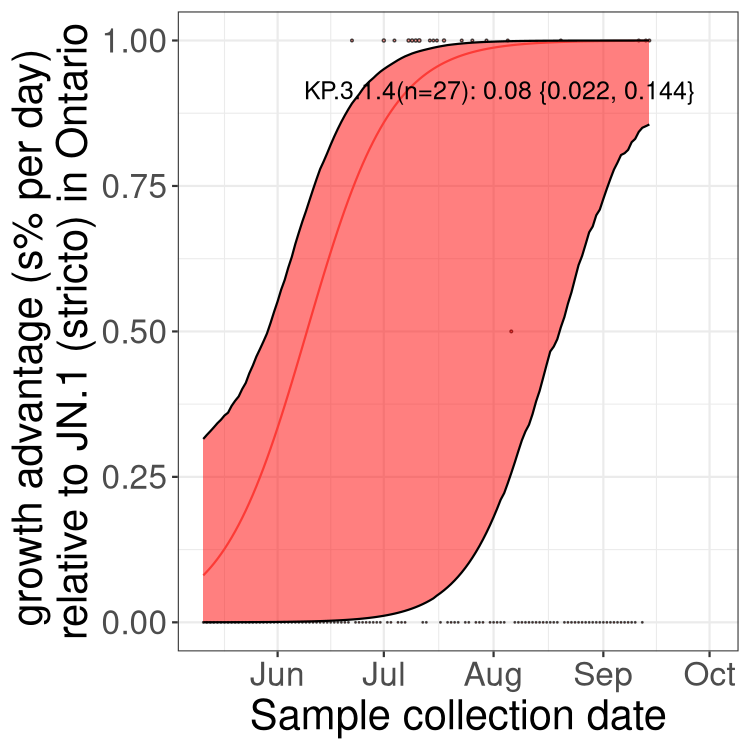 growth advantage (s% per day)
relative to JN.1 (stricto) in Ontario
1.00
0.75
0.50
0.25
0.00
KP.3.1.4(n=27): 0.08 {0.022, 0.144}
Jun Jul Aug Sep Oct
Sample collection date